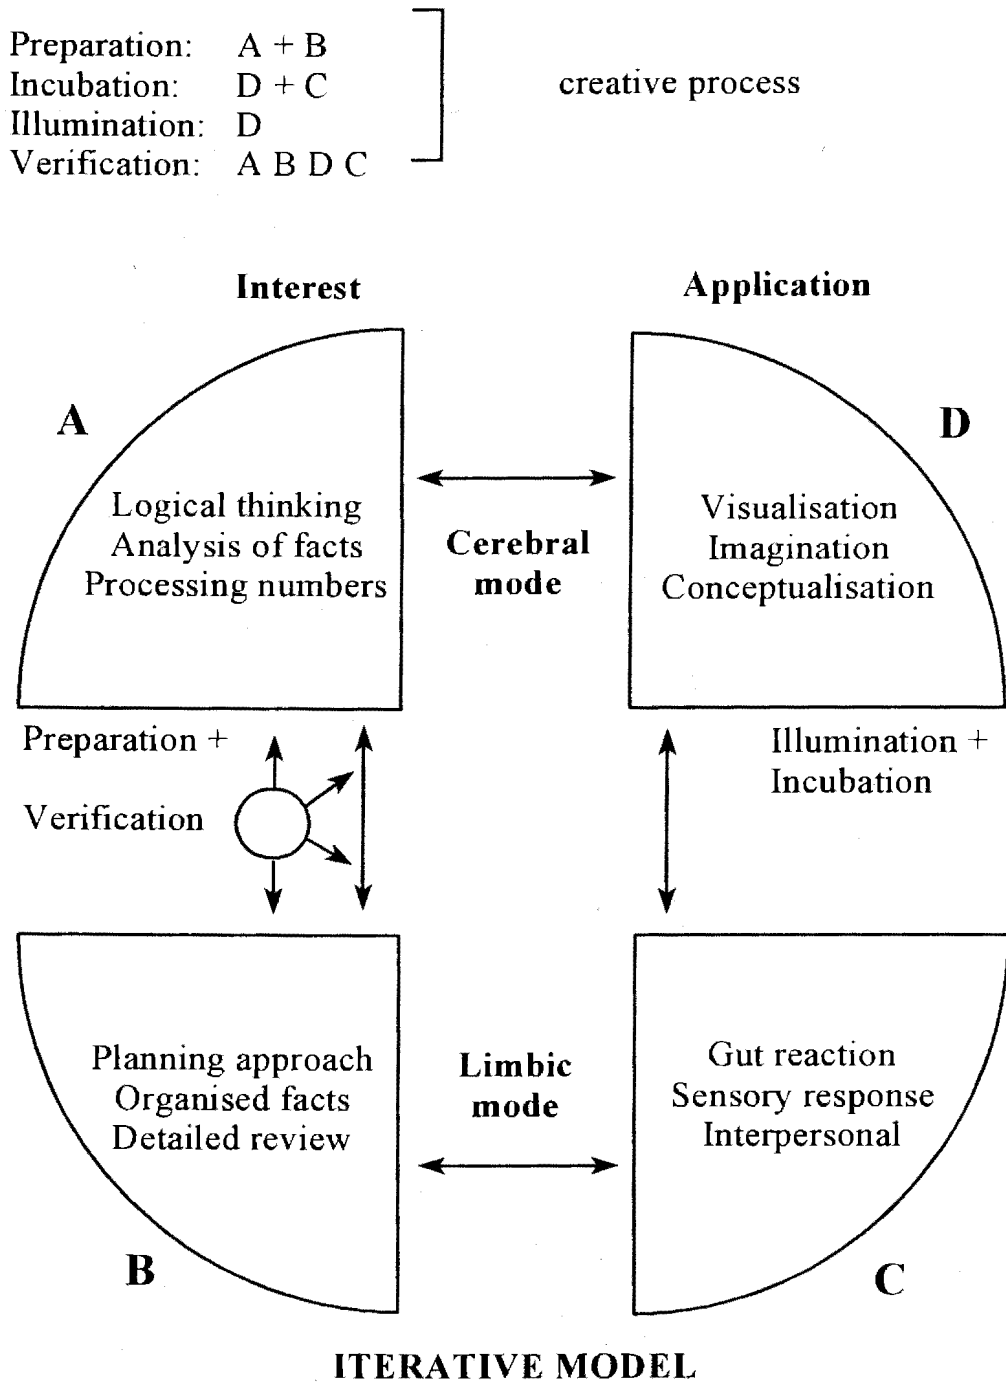 Preparation: A + B
Incubation: D + C
Illumination: D
Verification: A B D C
creative process
Interest
Application
A
D
Logical thinking
Analysis of facts
Processing numbers
Cerebral
mode
Visualisation
Imagination
Conceptualisation
Preparation +
Verification
Illumination +
Incubation
Planning approach
Organised facts
Detailed review
Limbic
mode
Gut reaction
Sensory response
Interpersonal
B
C
ITERATIVE MODEL